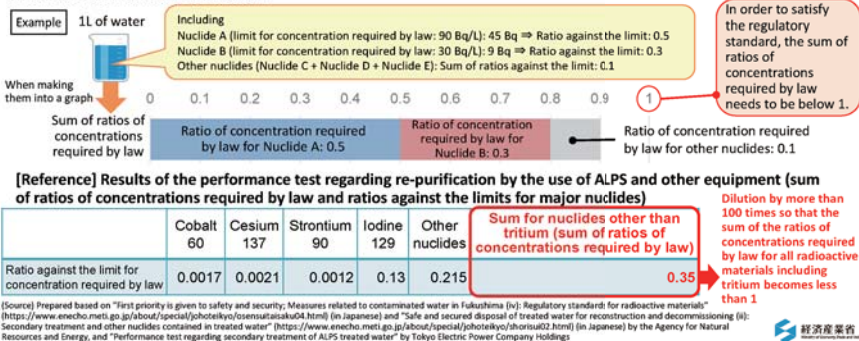 Example
1L of water
Including
Nuclide A (limit for concentration required by law: 90 Bq/L): 45 Bq ⇒ Ratio against the limit: 0.5
Nuclide B (limit for concentration required by law: 30 Bq/L): 9 Bq ⇒ Ratio against the limit: 0.3
Other nuclides (Nuclide C + Nuclide D + Nuclide E): Sum of ratios against the limit: 0.1
In order to satisfy
the regulatory
standard, the sum of
ratios of
concentrations
required by law
needs to be below 1.
When making
them into a graph
0 0.1 0.2 0.3 0.4 0.5 0.6 0.7 0.8 0.9 1
Sum of ratios of
concentrations
required by law
Ratio of concentration required
by law for Nuclide A: 0.5
Ratio of concentration
required by law for
Nuclide B: 0.3
Ratio of concentration required
by law for other nuclides: 0.1
[Reference] Results of the performance test regarding re-purification by the use of ALPS and other equipment (sum
of ratios of concentrations required by law and ratios against the limits for major nuclides)
Cobalt
60
Cesium
137
Strontium
90
Iodine
129
Other
nuclides
Sum for nuclides other than
tritium (sum of ratios of
concentrations required by law)
Ratio against the limit for
concentration required by law
0.0017 0.0021 0.0012 0.13 0.215 0.35
Dilution by more than
100 times so that the
sum of the ratios of
concentrations required
by law for all radioactive
materials including
tritium becomes less
than 1
(Source) Prepared based on "First priority is given to safety and security; Measures related to contaminated water in Fukushima (iv): Regulatory standards for radioactive materials"
(https://www.enecho.meti.go.jp/about/special/johoteikyo/osensuitaisaku04.html) (in Japanese) and "Safe and secured disposal of treated water for reconstruction and decommissioning (ii):
Secondary treatment and other nuclides contained in treated water" (https://www.enecho.meti.go.jp/about/special/johoteikyo/shorisui02.html) (in Japanese) by the Agency for Natural
Resources and Energy, and "Performance test regarding secondary treatment of ALPS treated water" by Tokyo Electric Power Company Holdings
経済産業省